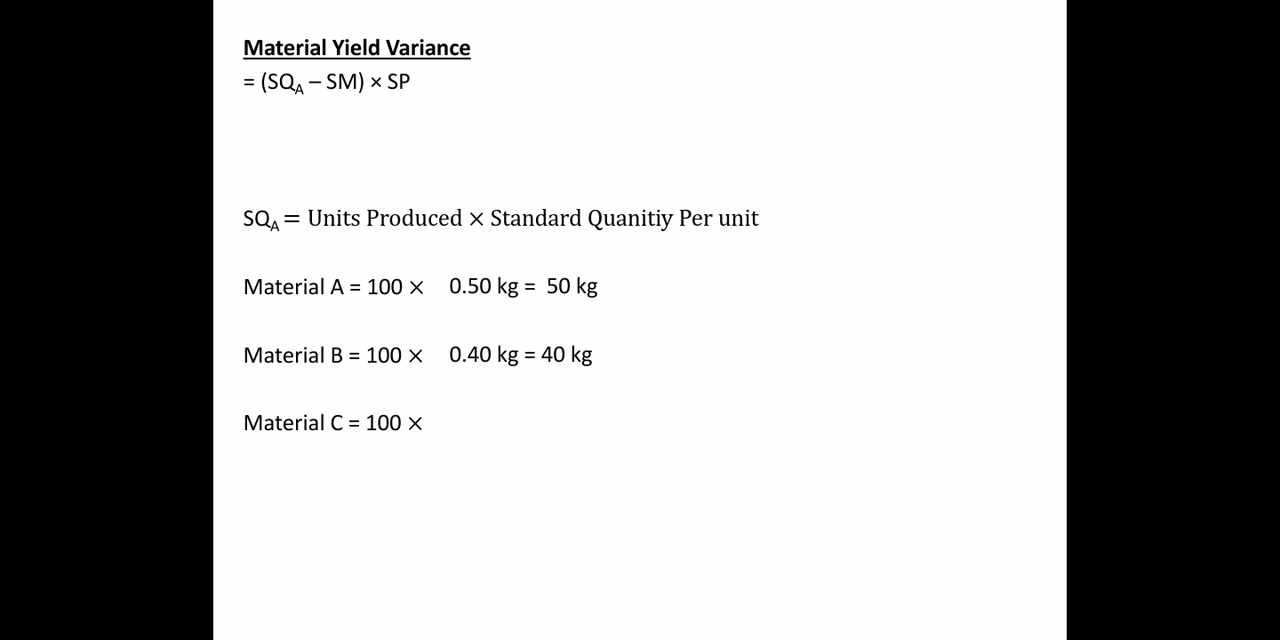 Material Yield Variance
= (SQA – SM) × SP
SQA = Units Produced × Standard Quanitiy Per unit
Material A = 100 × 0.50 kg = 50 kg
Material B = 100 × 0.40 kg = 40 kg
Material C = 100 ×